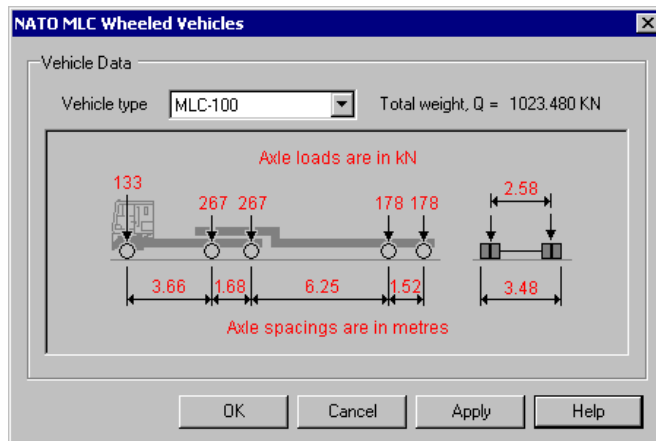 NATO MLC Wheeled Vehicles
Vehicle Data
Vehicle type MLC-100 Total weight, Q = 1023.480 KN
Axle loads are in kN
133
267 267 178 178
2.58
3.66 1.68 6.25 1.52 3.48
Axle spacings are in metres
OK Cancel Apply Help